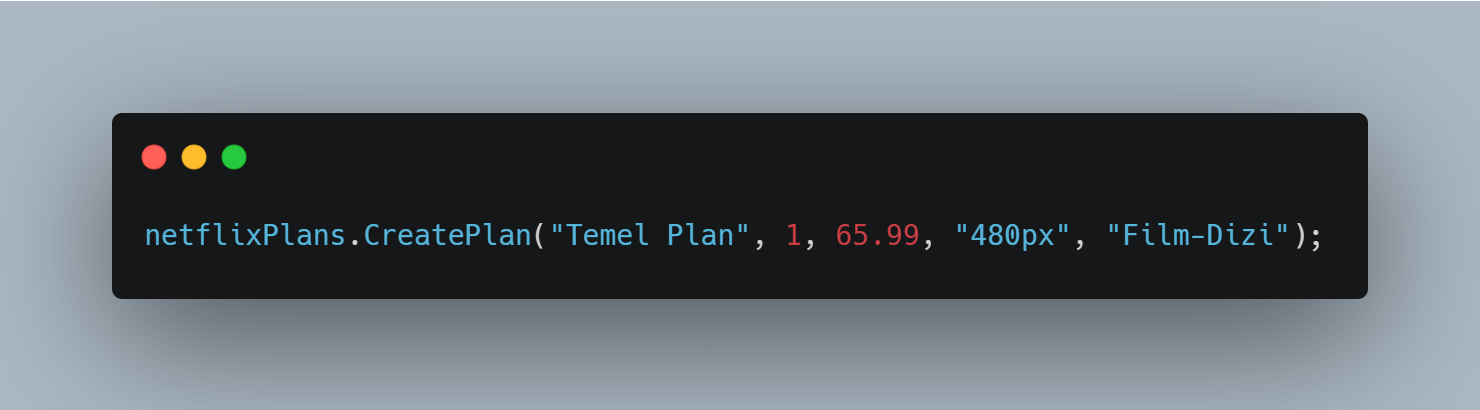 netflixPlans.CreatePlan("Temel Plan", 1, 65.99, "480px", "Film-Dizi");